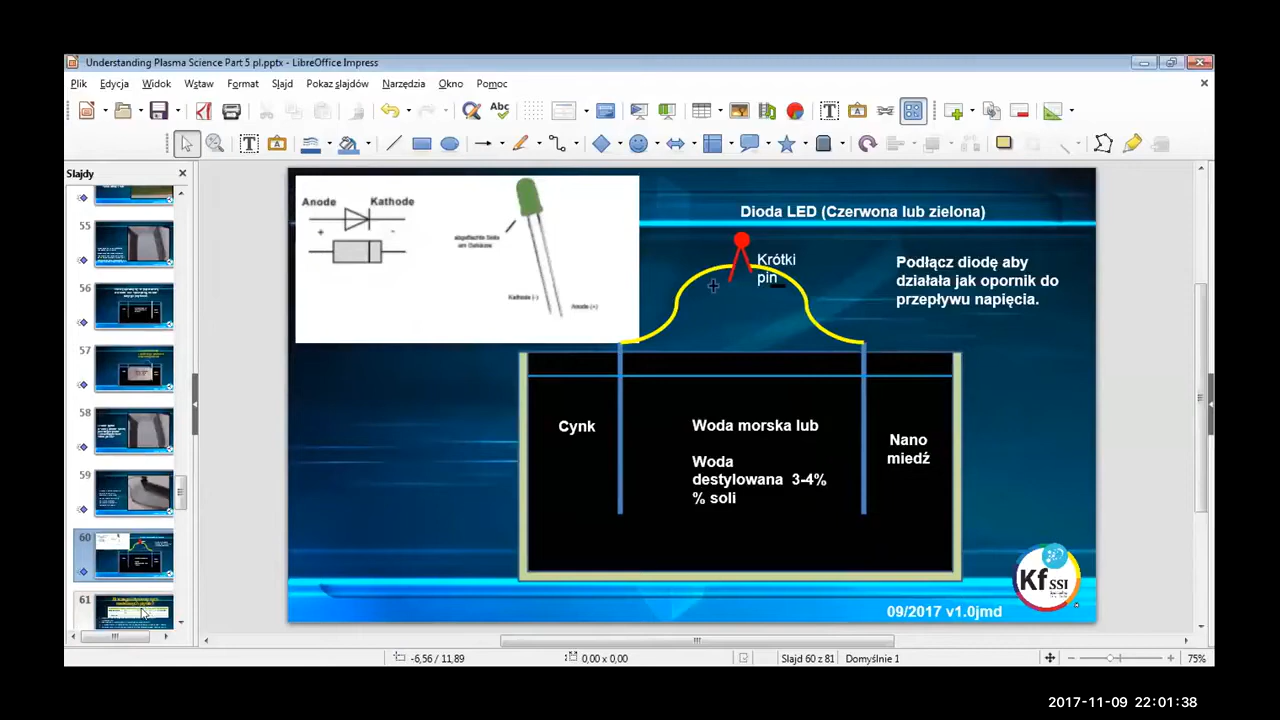 Understanding Plasma Science Part 5 pl.pptx - LibreOffice Impress
Plik Edycja Widok Wstaw Format Slajd Pokaz slajdów Narzędzia Okno Pomoc
Slajdy
55
56
57
58
59
60
61
Anode Kathode
+ -
abgeflachte Seite
am Gehäuse
Kathode (-)
Anode (+)
Dioda LED (Czerwona lub zielona)
Krótki
pin
+
Podłącz diodę aby
działała jak opornik do
przepływu napięcia.
Cynk
Woda morska lub
Woda
destylowana 3-4%
% soli
Nano
miedź
Kf SSI
09/2017 v1.0jmd
-6,56 / 11,89
0,00 x 0,00
Slajd 60 z 81
Domyślnie 1
75%
2017-11-09 22:01:38